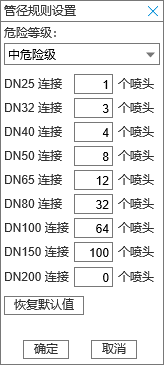 管径规则设置
危险等级:
中危险级
DN25 连接 1 个喷头
DN32 连接 3 个喷头
DN40 连接 4 个喷头
DN50 连接 8 个喷头
DN65 连接 12 个喷头
DN80 连接 32 个喷头
DN100 连接 64 个喷头
DN150 连接 100 个喷头
DN200 连接 0 个喷头
恢复默认值
确定 取消